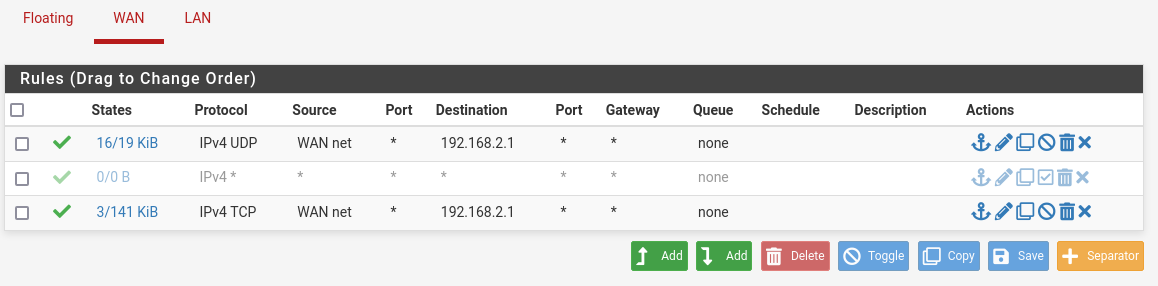 Floating WAN LAN
Rules (Drag to Change Order)
States Protocol Source Port Destination Port Gateway Queue Schedule Description Actions
16/19 KiB IPv4 UDP WAN net * 192.168.2.1 * * none
0/0 B IPv4 * * * * * * none
3/141 KiB IPv4 TCP WAN net * 192.168.2.1 * * none
Add Add Delete Toggle Copy Save Separator